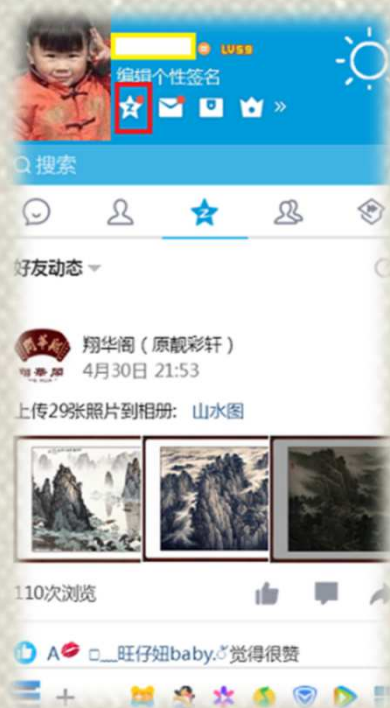 LV59
编辑个性签名
搜索
好友动态
翔华阁（原靓彩轩）
4月30日 21:53
上传29张照片到相册: 山水图
110次浏览
A💋 □__旺仔妞baby.ॅ觉得很赞